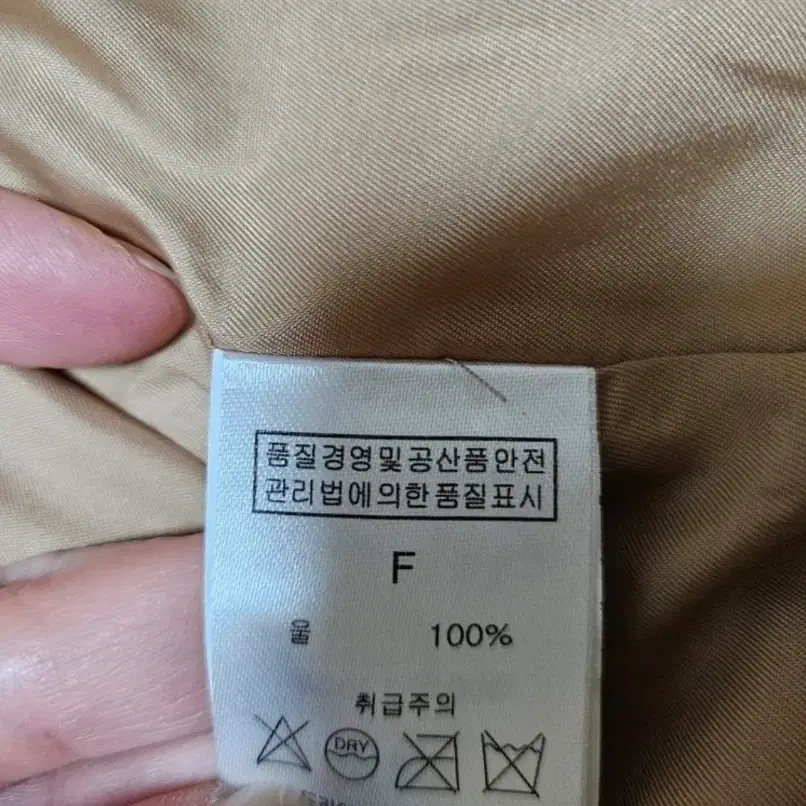 품질경영및공산품안전
관리법에의한품질표시
F
울 100%
취급주의
DRY